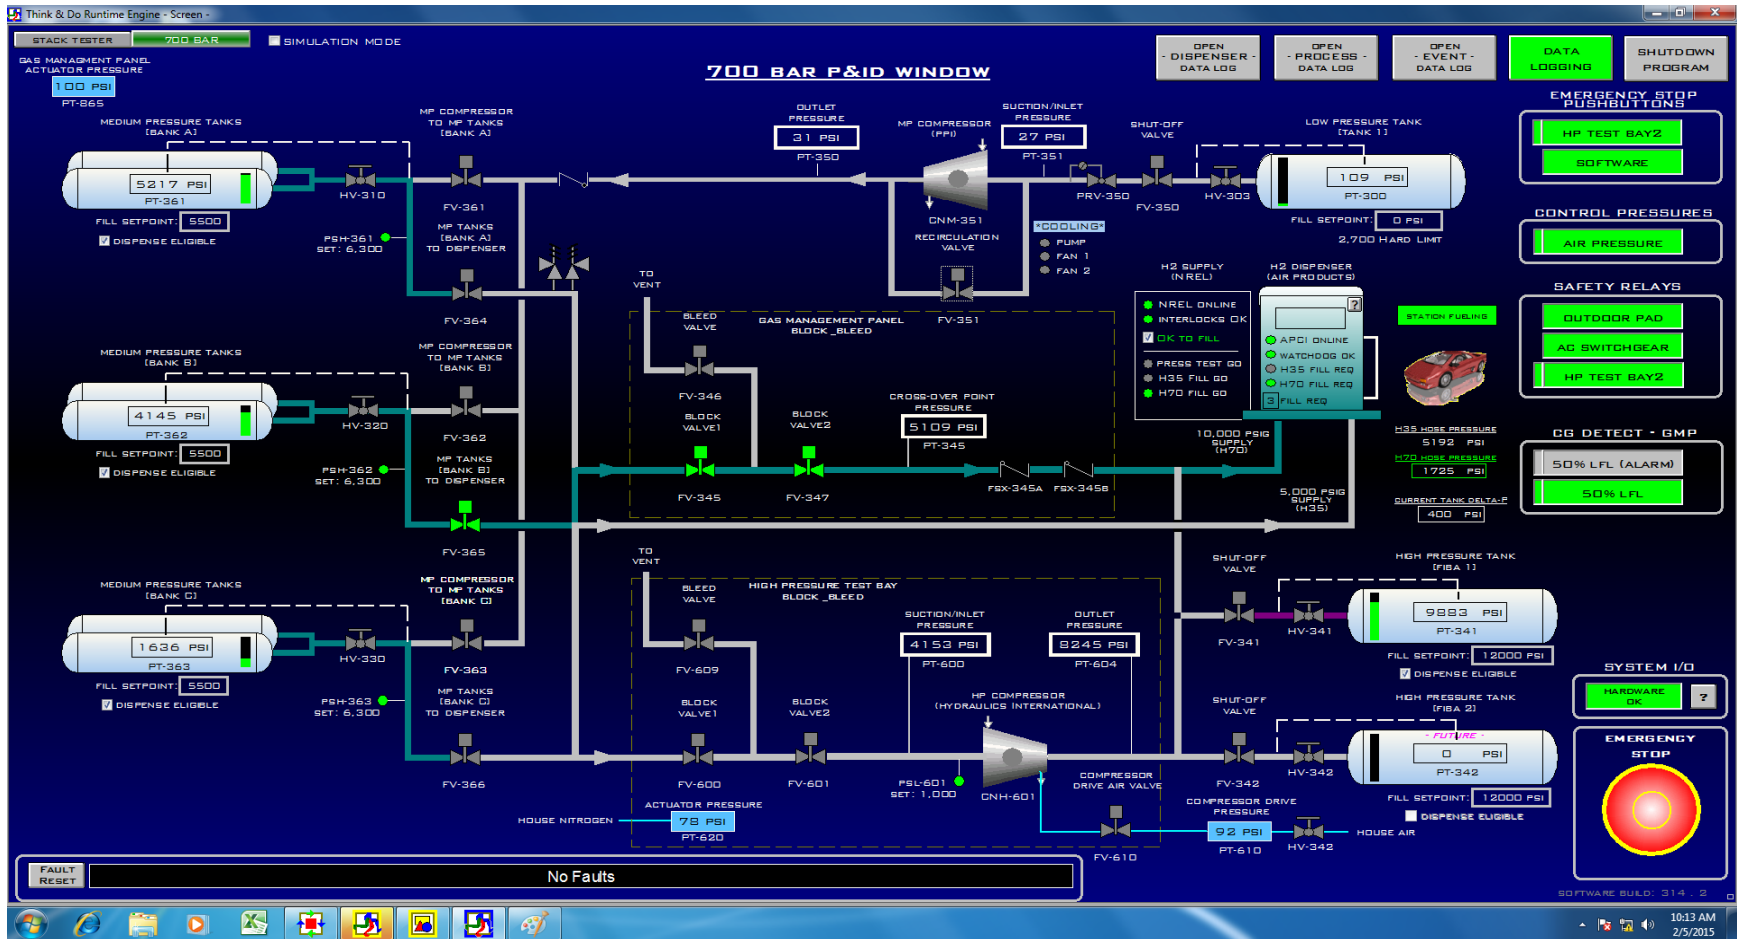 Think & Do Runtime Engine - Screen -
STACK TESTER
700 BAR
SIMULATION MODE
GAS MANAGMENT PANEL
ACTUATOR PRESSURE
100 PSI
PT-865
700 BAR P&ID WINDOW
OPEN
- DISPENSER -
DATA LOG
OPEN
- PROCESS -
DATA LOG
OPEN
- EVENT -
DATA LOG
DATA
LOGGING
SHUTDOWN
PROGRAM
MEDIUM PRESSURE TANKS
[BANK A]
5217 PSI
PT-361
FILL SETPOINT: 5500
DISPENSE ELIGIBLE
HV-310
PSH-361
SET: 6,300
MP COMPRESSOR
TO MP TANKS
[BANK A]
FV-361
MP TANKS
[BANK A]
TO DISPENSER
FV-364
OUTLET
PRESSURE
31 PSI
PT-350
MP COMPRESSOR
(PPI)
CNM-351
SUCTION/INLET
PRESSURE
27 PSI
PT-351
PRV-350
SHUT-OFF
VALVE
FV-350
HV-303
LOW PRESSURE TANK
[TANK 1]
109 PSI
PT-300
FILL SETPOINT: 0 PSI
2,700 HARD LIMIT
RECIRCULATION
VALVE
FV-351
*COOLING*
PUMP
FAN 1
FAN 2
EMERGENCY STOP
PUSHBUTTONS
HP TEST BAY2
SOFTWARE
CONTROL PRESSURES
AIR PRESSURE
SAFETY RELAYS
OUTDOOR PAD
AC SWITCHGEAR
HP TEST BAY2
CG DETECT - GMP
50% LFL (ALARM)
50% LFL
H2 SUPPLY
(NREL)
NREL ONLINE
INTERLOCKS OK
OK TO FILL
PRESS TEST GO
H35 FILL GO
H70 FILL GO
H2 DISPENSER
(AIR PRODUCTS)
?
APCI ONLINE
WATCHDOG OK
H35 FILL REQ
H70 FILL REQ
3 FILL REQ
STATION FUELING
H35 HOSE PRESSURE
5192 PSI
H70 HOSE PRESSURE
1725 PSI
CURRENT TANK DELTA-P
400 PSI
10,000 PSIG
SUPPLY
(H70)
5,000 PSIG
SUPPLY
(H35)
MEDIUM PRESSURE TANKS
[BANK B]
4145 PSI
PT-362
FILL SETPOINT: 5500
DISPENSE ELIGIBLE
HV-320
PSH-362
SET: 6,300
MP COMPRESSOR
TO MP TANKS
[BANK B]
FV-362
MP TANKS
[BANK B]
TO DISPENSER
FV-365
TO
VENT
BLEED
VALVE
GAS MANAGEMENT PANEL
BLOCK_BLEED
FV-346
BLOCK
VALVE1
FV-345
BLOCK
VALVE2
FV-347
CROSS-OVER POINT
PRESSURE
5109 PSI
PT-345
FSX-345A
FSX-345B
MEDIUM PRESSURE TANKS
[BANK C]
1636 PSI
PT-363
FILL SETPOINT: 5500
DISPENSE ELIGIBLE
HV-330
PSH-363
SET: 6,300
MP COMPRESSOR
TO MP TANKS
[BANK C]
FV-363
MP TANKS
[BANK C]
TO DISPENSER
FV-366
TO
VENT
BLEED
VALVE
HIGH PRESSURE TEST BAY
BLOCK_BLEED
FV-609
BLOCK
VALVE1
FV-600
BLOCK
VALVE2
FV-601
SUCTION/INLET
PRESSURE
4153 PSI
PT-600
OUTLET
PRESSURE
8245 PSI
PT-604
HP COMPRESSOR
(HYDRAULICS INTERNATIONAL)
CNH-601
PSL-601
SET: 1,000
COMPRESSOR
DRIVE AIR VALVE
FV-610
ACTUATOR PRESSURE
HOUSE NITROGEN
78 PSI
PT-620
COMPRESSOR DRIVE
PRESSURE
92 PSI
PT-610
HV-342
HOUSE AIR
SHUT-OFF
VALVE
FV-341
HV-341
HIGH PRESSURE TANK
[FIBA 1]
9883 PSI
PT-341
FILL SETPOINT: 12000 PSI
DISPENSE ELIGIBLE
SHUT-OFF
VALVE
FV-342
HV-342
HIGH PRESSURE TANK
[FIBA 2]
- FUTURE -
0 PSI
PT-342
FILL SETPOINT: 12000 PSI
DISPENSE ELIGIBLE
SYSTEM I/O
HARDWARE
OK
?
EMERGENCY
STOP
FAULT
RESET
No Faults
SOFTWARE BUILD: 314 . 2
10:13 AM
2/5/2015